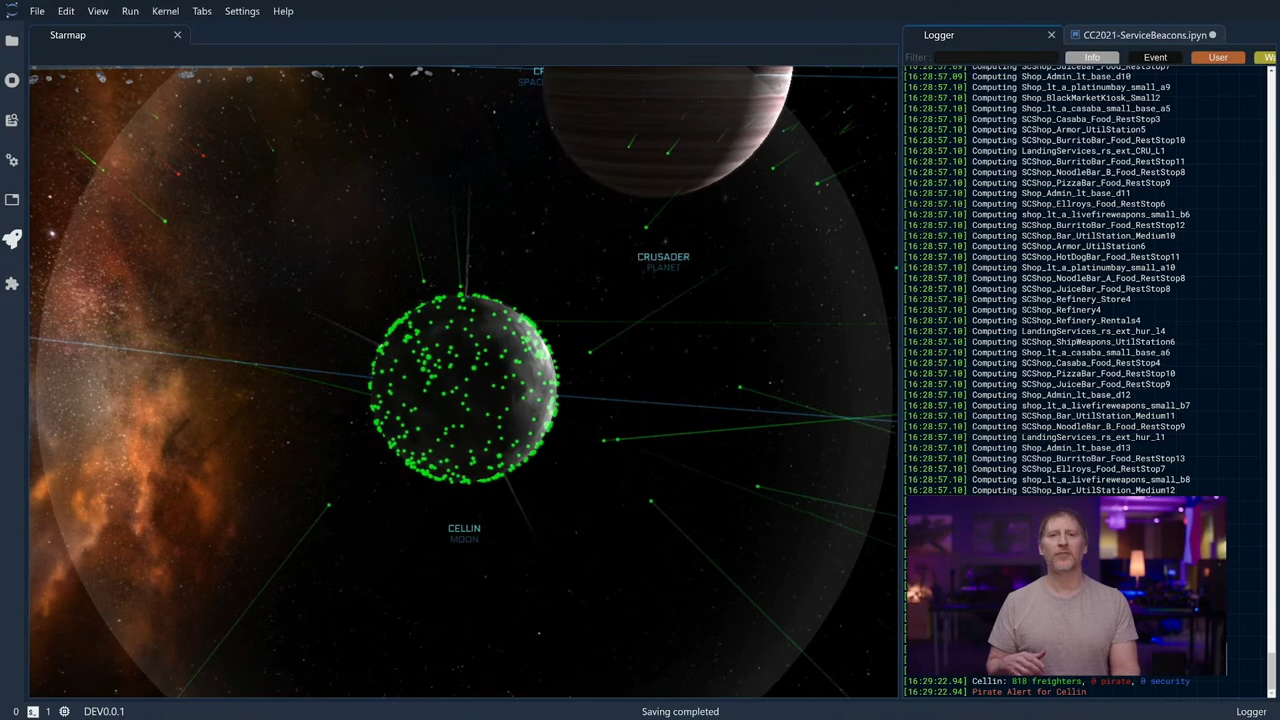 File Edit View Run Kernel Tabs Settings Help
Starmap
Logger
CC2021-ServiceBeacons.ipyn
Filter :
Info
Event
User
CRUSADER
PLANET
CELLIN
MOON
[16:28:57.09] Computing SCShop_JuiceBar_Food_RestStop7
[16:28:57.09] Computing Shop_Admin_lt_base_d10
[16:28:57.10] Computing Shop_lt_a_platinumbay_small_a9
[16:28:57.10] Computing Shop_BlackMarketKiosk_Small2
[16:28:57.10] Computing Shop_lt_a_casaba_small_base_a5
[16:28:57.10] Computing SCShop_Casaba_Food_RestStop3
[16:28:57.10] Computing SCShop_Armor_UtilStation5
[16:28:57.10] Computing SCShop_BurritoBar_Food_RestStop10
[16:28:57.10] Computing LandingServices_rs_ext_CRU_L1
[16:28:57.10] Computing SCShop_BurritoBar_Food_RestStop11
[16:28:57.10] Computing SCShop_NoodleBar_B_Food_RestStop8
[16:28:57.10] Computing SCShop_PizzaBar_Food_RestStop9
[16:28:57.10] Computing Shop_Admin_lt_base_d11
[16:28:57.10] Computing SCShop_Ellroys_Food_RestStop6
[16:28:57.10] Computing shop_lt_a_livefireweapons_small_b6
[16:28:57.10] Computing SCShop_BurritoBar_Food_RestStop12
[16:28:57.10] Computing SCShop_Bar_UtilStation_Medium10
[16:28:57.10] Computing SCShop_Armor_UtilStation6
[16:28:57.10] Computing SCShop_HotDogBar_Food_RestStop11
[16:28:57.10] Computing Shop_lt_a_platinumbay_small_a10
[16:28:57.10] Computing SCShop_NoodleBar_A_Food_RestStop8
[16:28:57.10] Computing SCShop_JuiceBar_Food_RestStop8
[16:28:57.10] Computing SCShop_Refinery_Store4
[16:28:57.10] Computing SCShop_Refinery4
[16:28:57.10] Computing SCShop_Refinery_Rentals4
[16:28:57.10] Computing LandingServices_rs_ext_hur_l4
[16:28:57.10] Computing SCShop_ShipWeapons_UtilStation6
[16:28:57.10] Computing Shop_lt_a_casaba_small_base_a6
[16:28:57.10] Computing SCShop_Casaba_Food_RestStop4
[16:28:57.10] Computing SCShop_PizzaBar_Food_RestStop10
[16:28:57.10] Computing SCShop_JuiceBar_Food_RestStop9
[16:28:57.10] Computing Shop_Admin_lt_base_d12
[16:28:57.10] Computing shop_lt_a_livefireweapons_small_b7
[16:28:57.10] Computing SCShop_Bar_UtilStation_Medium11
[16:28:57.10] Computing SCShop_NoodleBar_B_Food_RestStop9
[16:28:57.10] Computing LandingServices_rs_ext_hur_l1
[16:28:57.10] Computing Shop_Admin_lt_base_d13
[16:28:57.10] Computing SCShop_BurritoBar_Food_RestStop13
[16:28:57.10] Computing SCShop_Ellroys_Food_RestStop7
[16:28:57.10] Computing shop_lt_a_livefireweapons_small_b8
[16:28:57.10] Computing SCShop_Bar_UtilStation_Medium12
[16:29:22.94] Cellin: 818 freighters, 0 pirate, 0 security
[16:29:22.94] Pirate Alert for Cellin
0 1 DEV0.0.1
Saving completed
Logger